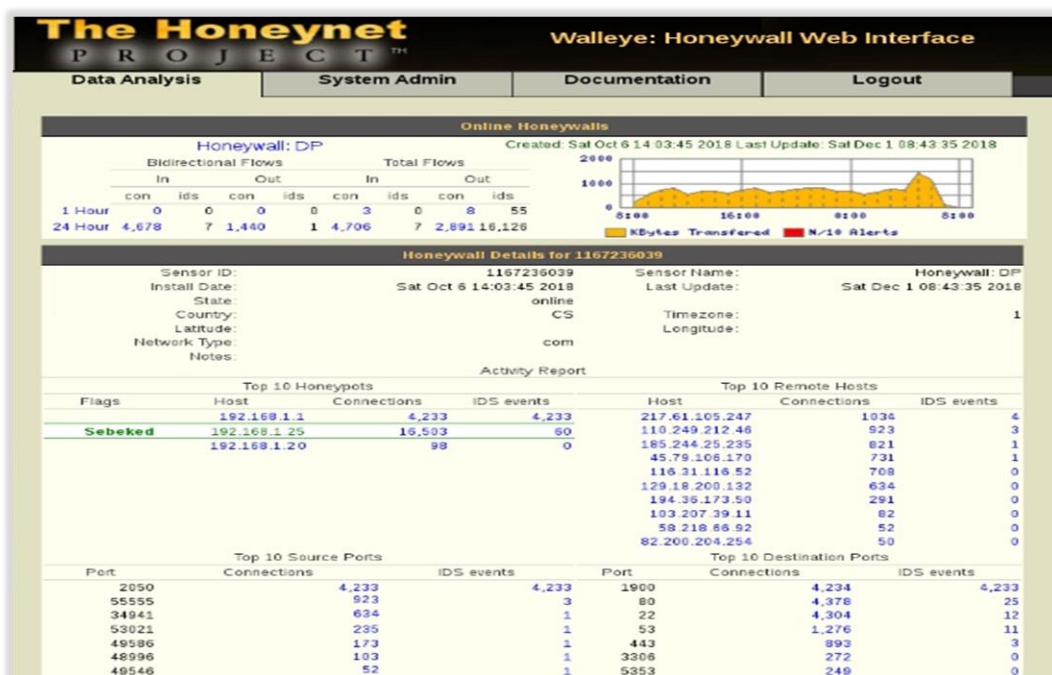 The Honeynet
P R O J E C T TM
Walleye: Honeywall Web Interface
Data Analysis System Admin Documentation Logout
Online Honeywalls
Honeywall: DP Created: Sat Oct 6 14:03:45 2018 Last Update: Sat Dec 1 08:43:35 2018
Bidirectional Flows Total Flows
In Out In Out
con ids con ids con ids con ids
1 Hour 0 0 0 0 3 0 8 55
24 Hour 4,678 7 1,440 1 4,706 7 2,891 16,126
2000
1000
0
8:00 16:00 0:00 8:00
KBytes Transfered N/10 Alerts
Honeywall Details for 1167236039
Sensor ID: 1167236039 Sensor Name: Honeywall: DP
Install Date: Sat Oct 6 14:03:45 2018 Last Update: Sat Dec 1 08:43:35 2018
State: online
Country: CS Timezone: 1
Latitude: Longitude:
Network Type: com
Notes:
Activity Report
Top 10 Honeypots Top 10 Remote Hosts
Flags Host Connections IDS events Host Connections IDS events
192.168.1.1 4,233 4,233 217.61.105.247 1034 4
Sebeked 192.168.1.25 16,503 60 110.249.212.46 923 3
192.168.1.20 98 0 185.244.25.235 821 1
45.79.106.170 731 1
116.31.116.52 708 0
129.18.200.132 634 0
194.36.173.50 291 0
103.207.39.11 82 0
58.218.66.92 52 0
82.200.204.254 50 0
Top 10 Source Ports Top 10 Destination Ports
Port Connections IDS events Port Connections IDS events
2050 4,233 4,233 1900 4,234 4,233
55555 923 3 80 4,378 25
34941 634 1 22 4,304 12
53021 235 1 53 1,276 11
49586 173 1 443 893 3
48996 103 1 3306 272 0
49546 52 1 5353 249 0